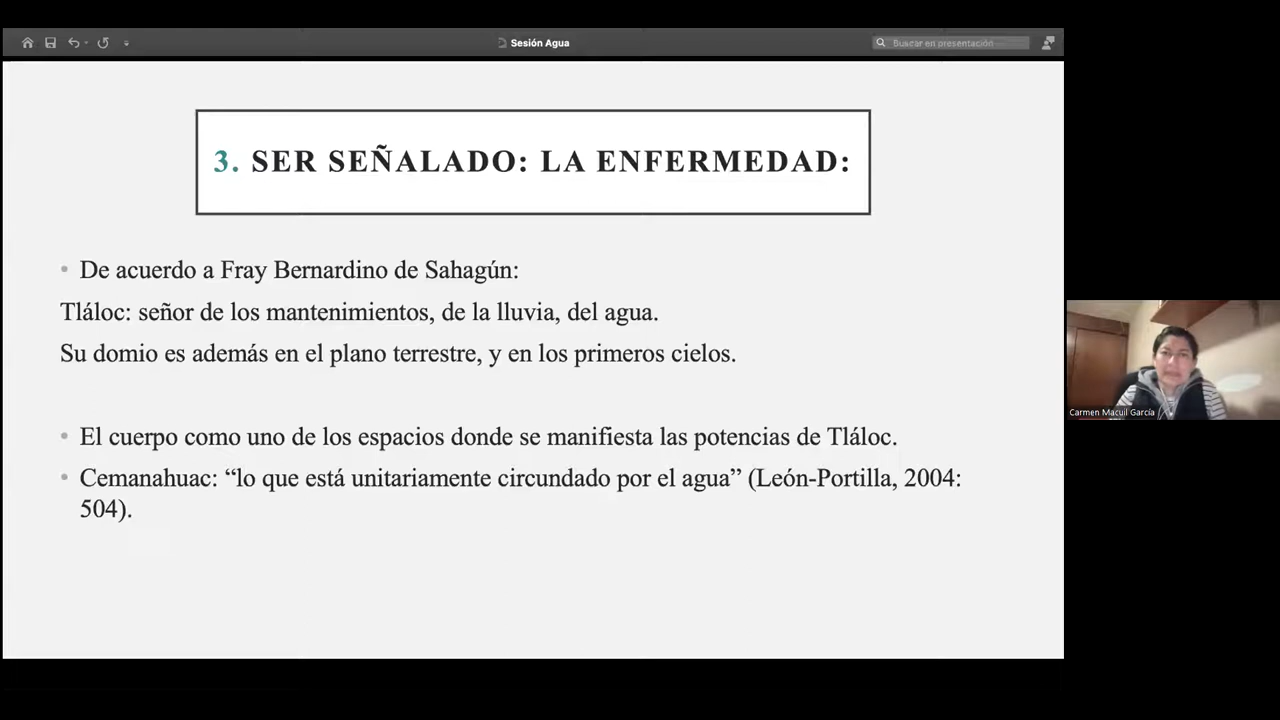 Sesión Agua
Buscar en presentación
3. SER SEÑALADO: LA ENFERMEDAD:
• De acuerdo a Fray Bernardino de Sahagún:
Tláloc: señor de los mantenimientos, de la lluvia, del agua.
Su domio es además en el plano terrestre, y en los primeros cielos.
• El cuerpo como uno de los espacios donde se manifiesta las potencias de Tláloc.
• Cemanahuac: “lo que está unitariamente circundado por el agua” (León-Portilla, 2004:
504).
Carmen Macuil García